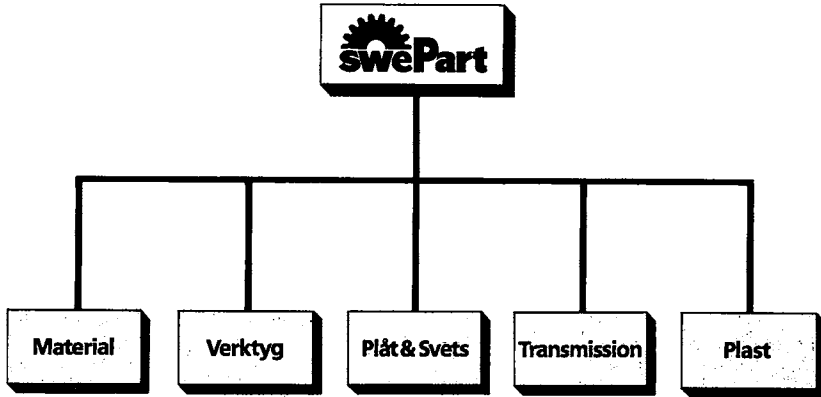 swePart
Material
Verktyg
Plåt & Svets
Transmission
Plast